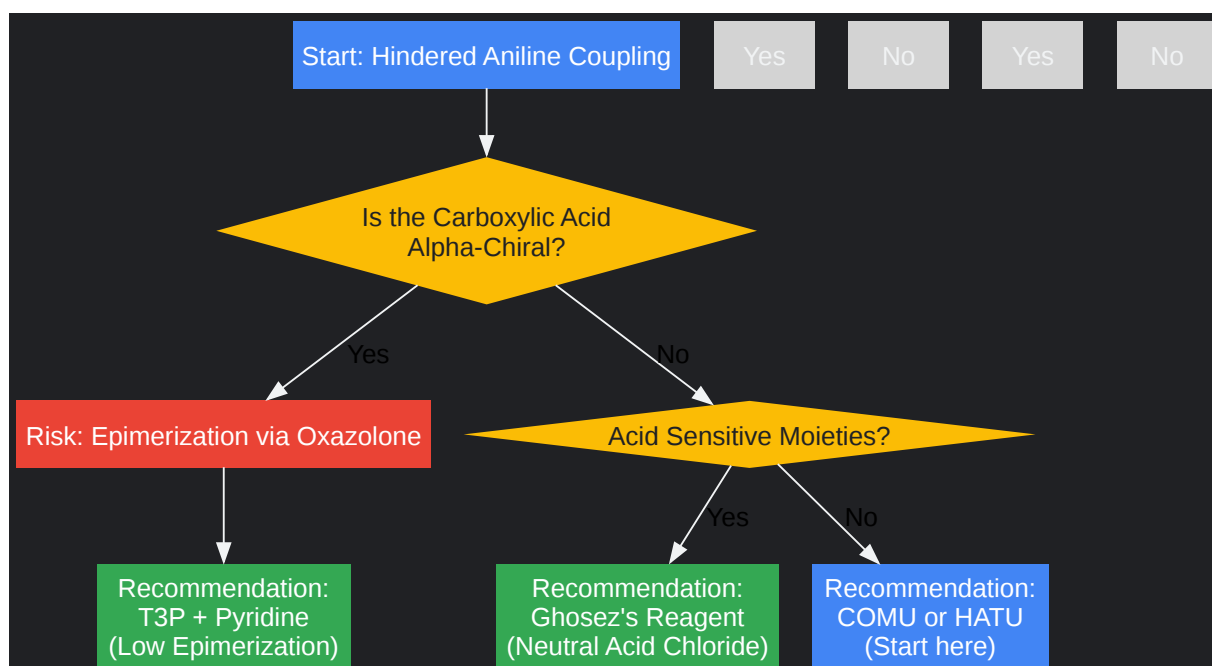 Start: Hindered Aniline Coupling
Yes
No
Yes
No
Is the Carboxylic Acid
Alpha-Chiral?
Yes
No
Risk: Epimerization via Oxazolone
Acid Sensitive Moieties?
Yes
No
Recommendation:
T3P + Pyridine
(Low Epimerization)
Recommendation:
Ghosez's Reagent
(Neutral Acid Chloride)
Recommendation:
COMU or HATU
(Start here)